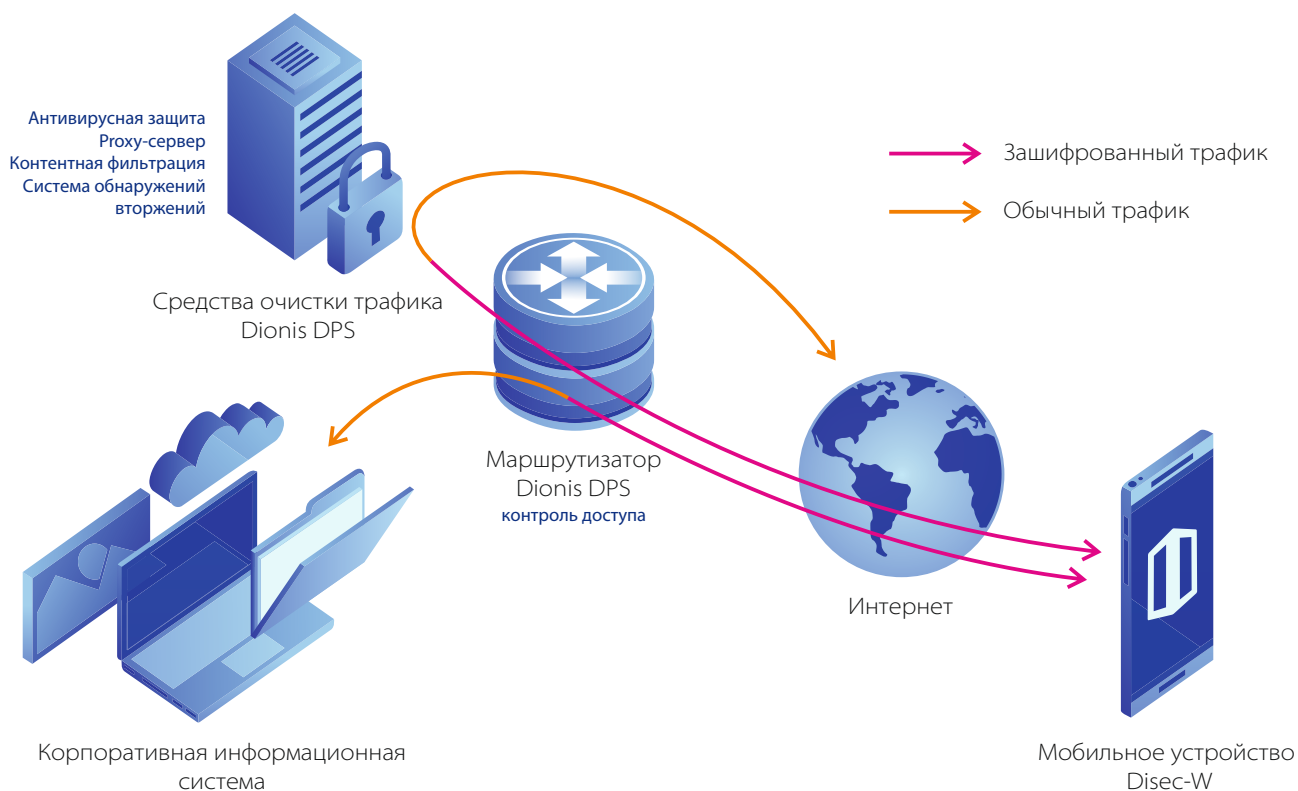 Антивирусная защита
Proxy-сервер
Контентная фильтрация
Система обнаружений
вторжений
Зашифрованный трафик
Обычный трафик
Средства очистки трафика
Dionis DPS
Маршрутизатор
Dionis DPS
контроль доступа
Интернет
Корпоративная информационная
система
Мобильное устройство
Disec-W